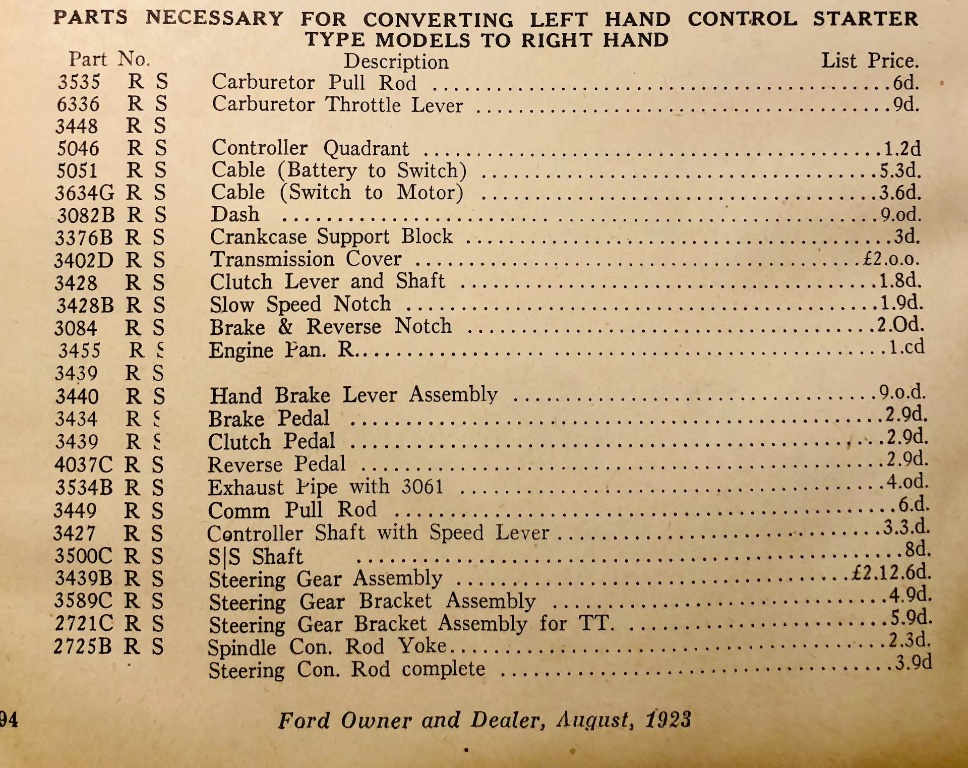 PARTS NECESSARY FOR CONVERTING LEFT HAND CONTROL STARTER
TYPE MODELS TO RIGHT HAND
Part No. Description List Price.
3535 R S Carburetor Pull Rod ....................6d.
6336 R S Carburetor Throttle Lever ....................9d.
3448 R S
5046 R S Controller Quadrant ....................1.2d
5051 R S Cable (Battery to Switch) ....................5.3d.
3634G R S Cable (Switch to Motor) ....................3.6d.
3082B R S Dash ....................9.od.
3376B R S Crankcase Support Block ....................3d.
3402D R S Transmission Cover ....................£2.o.o.
3428 R S Clutch Lever and Shaft ....................1.8d.
3428B R S Slow Speed Notch ....................1.9d.
3084 R S Brake & Reverse Notch ....................2.Od.
3455 R S Engine Pan. R....................1.cd
3439 R S
3440 R S Hand Brake Lever Assembly ....................9.o.d.
3434 R S Brake Pedal ....................2.9d.
3439 R S Clutch Pedal ....................2.9d.
4037C R S Reverse Pedal ....................2.9d.
3534B R S Exhaust Pipe with 3061 ....................4.od.
3449 R S Comm Pull Rod ....................6.d.
3427 R S Controller Shaft with Speed Lever ....................3.3.d.
3500C R S S|S Shaft ....................8d.
3439B R S Steering Gear Assembly ....................£2.12.6d.
3589C R S Steering Gear Bracket Assembly ....................4.9d.
2721C R S Steering Gear Bracket Assembly for TT. ....................5.9d.
2725B R S Spindle Con. Rod Yoke....................2.3d.
Steering Con. Rod complete ....................3.9d
94 Ford Owner and Dealer, August, 1923